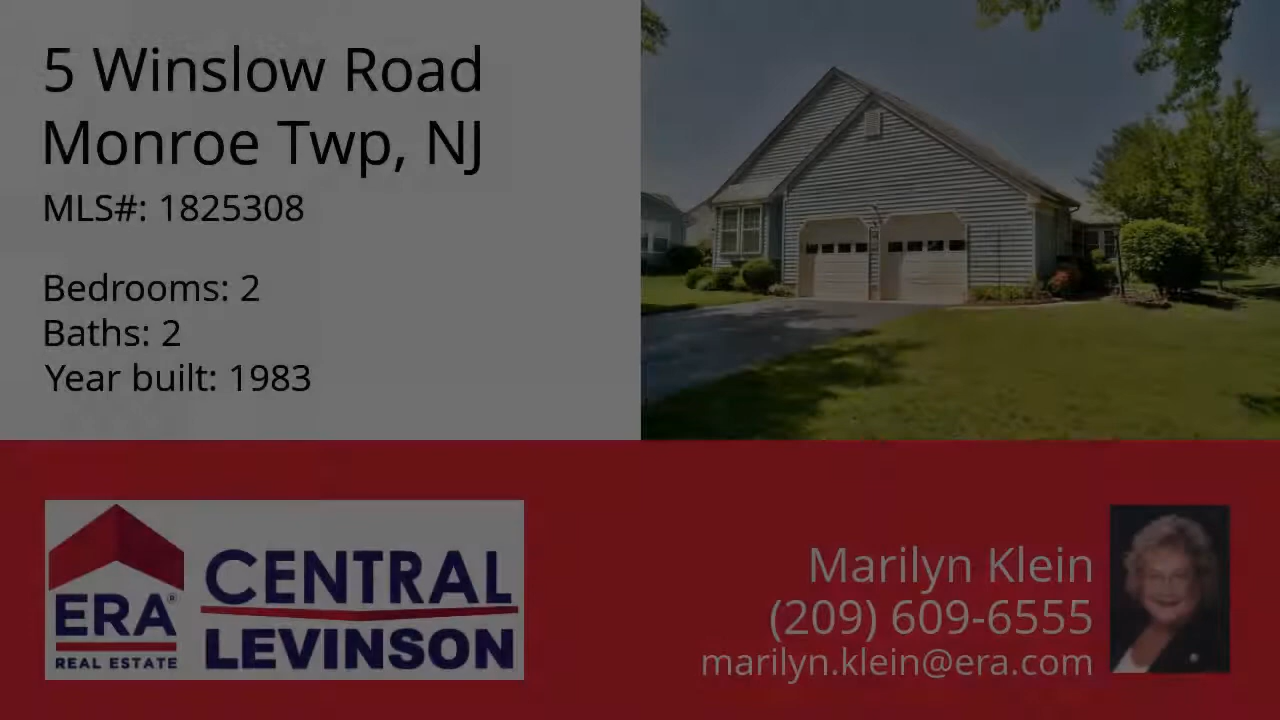 5 Winslow Road
Monroe Twp, NJ
MLS#: 1825308
Bedrooms: 2
Baths: 2
Year built: 1983
ERA®
REAL ESTATE
CENTRAL
LEVINSON
Marilyn Klein
(209) 609-6555
marilyn.klein@era.com